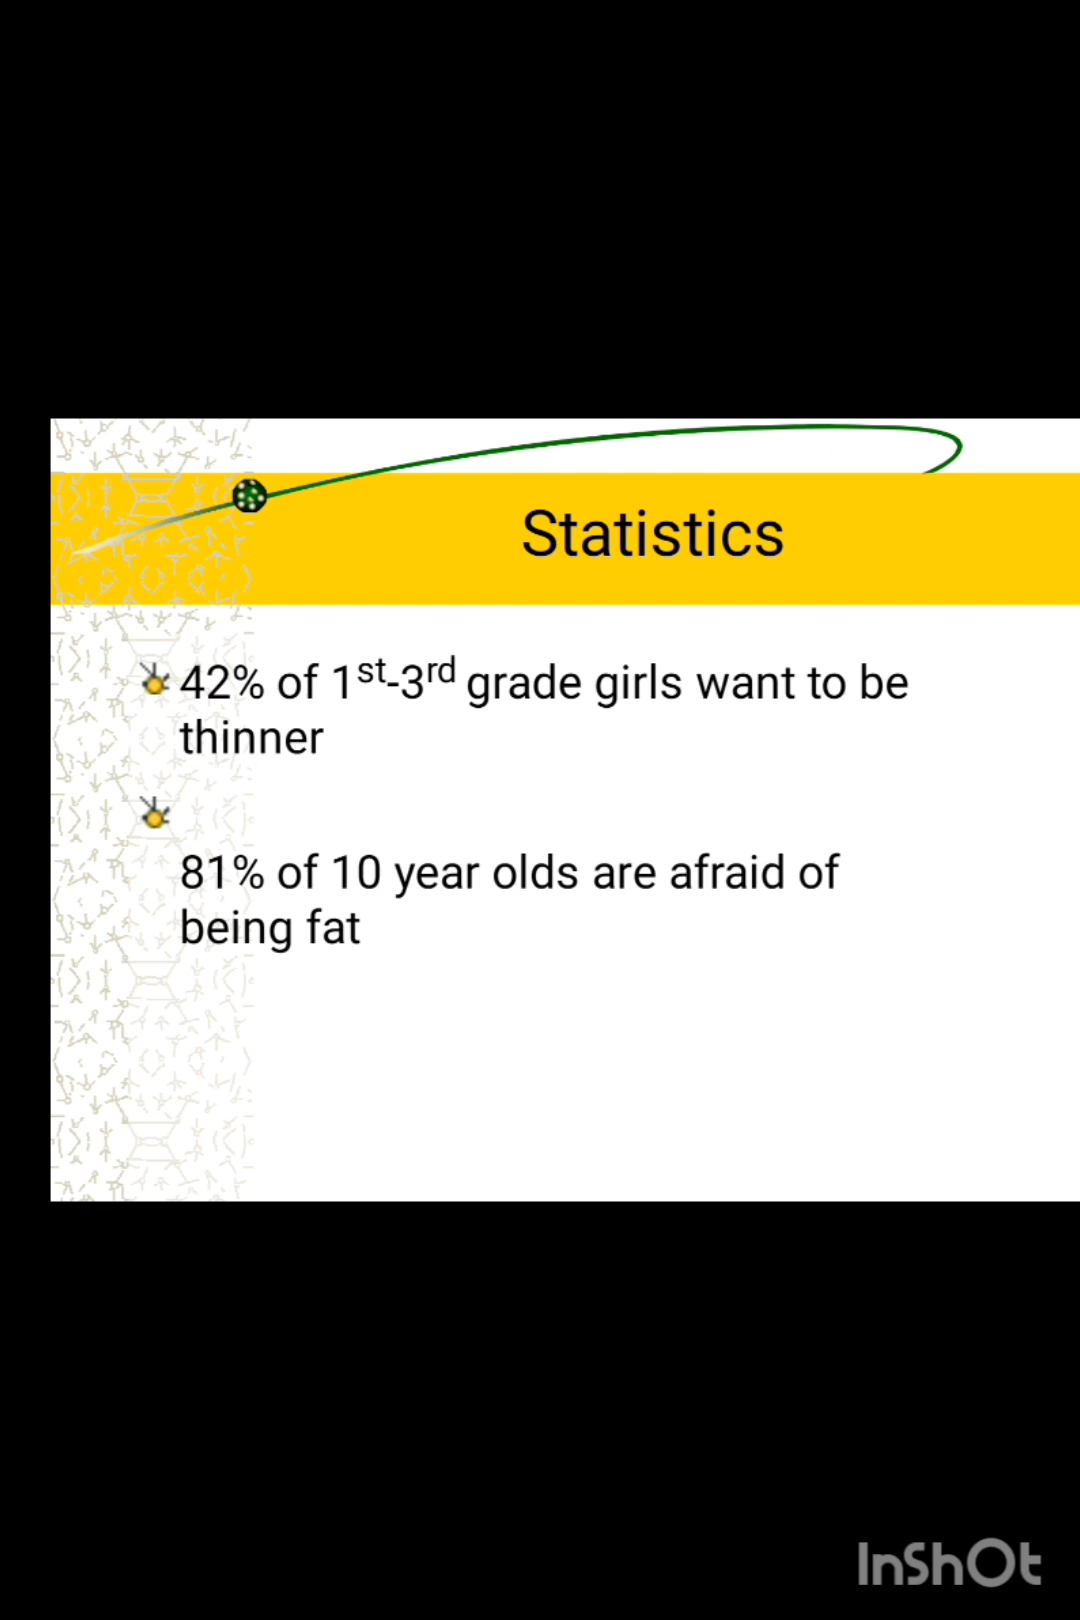 Statistics
42% of 1st-3rd grade girls want to be
thinner
81% of 10 year olds are afraid of
being fat
InShOt